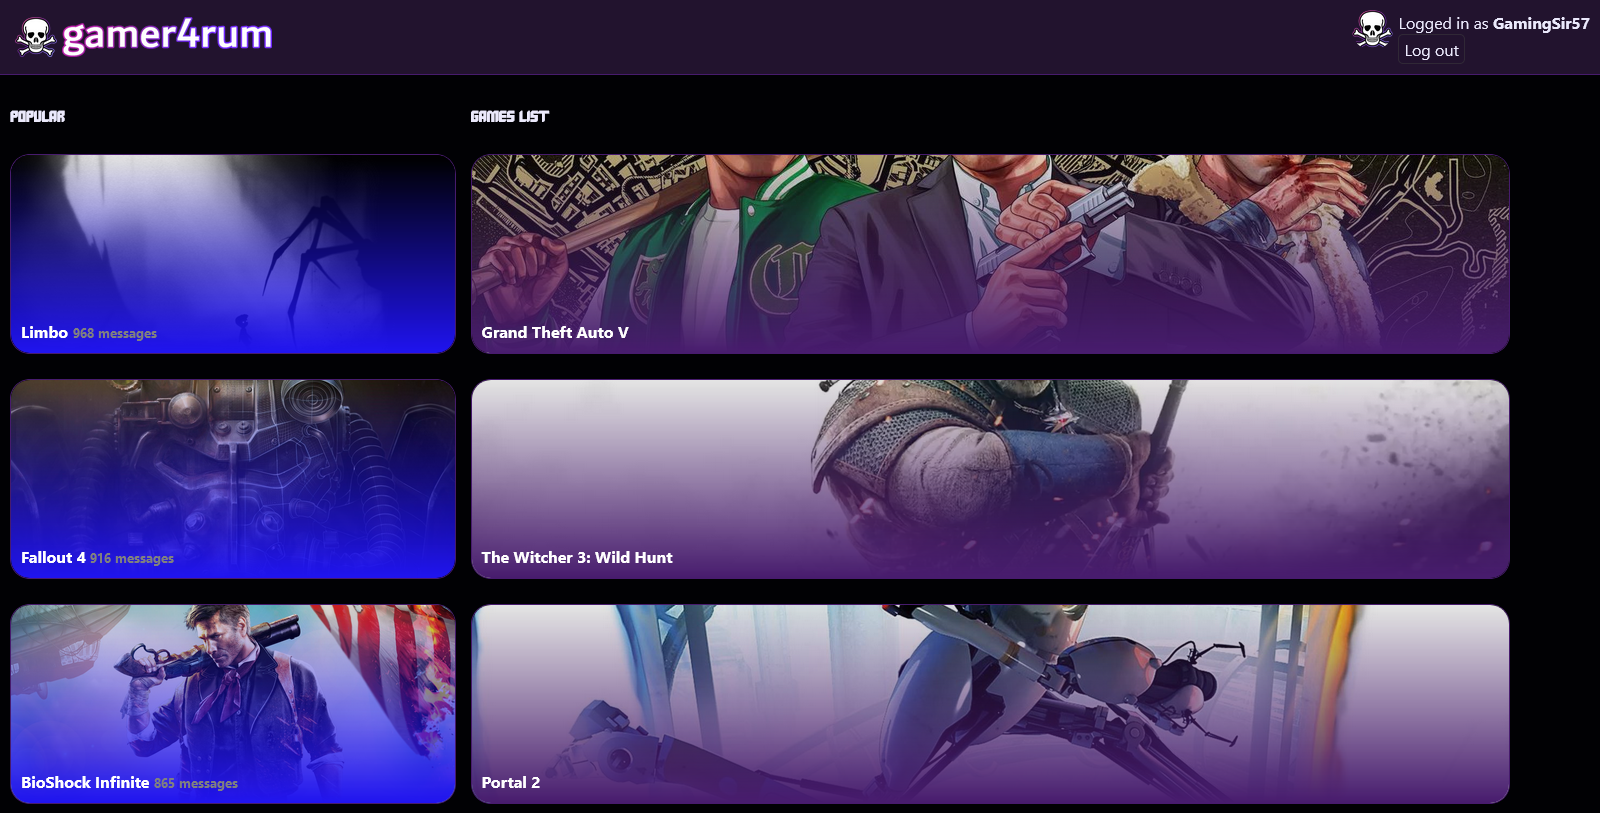 gamer4rum
Logged in as GamingSir57
Log out
POPULAR
Limbo 968 messages
Fallout 4 916 messages
BioShock Infinite 865 messages
GAMES LIST
Grand Theft Auto V
The Witcher 3: Wild Hunt
Portal 2